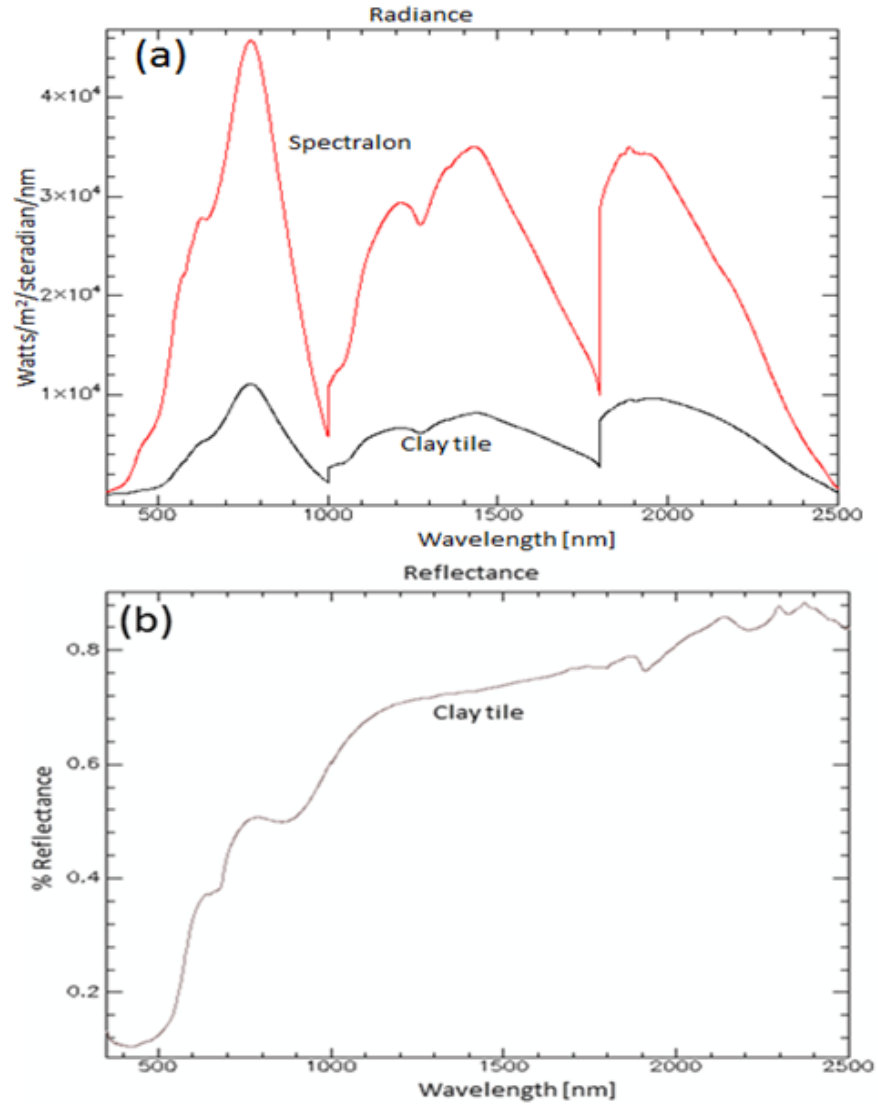 Radiance
(a)
4×10⁴
Spectralon
3×10⁴
2×10⁴
1×10⁴
Clay tile
Watts/m²/steradian/nm
500 1000 1500 2000 2500
Wavelength [nm]
Reflectance
(b)
0.8
Clay tile
0.6
0.4
0.2
% Reflectance
500 1000 1500 2000 2500
Wavelength [nm]